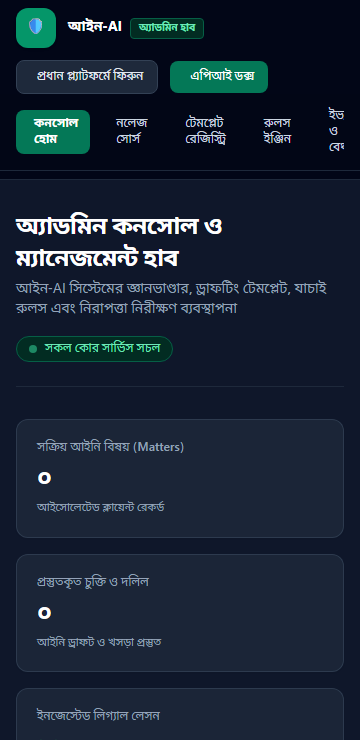 আইন-AI অ্যাডমিন হাব
প্রধান প্ল্যাটফর্মে ফিরুন
এপিআই ডক্স
কনসোল
হোম
নলেজ
সোর্স
টেমপ্লেট
রেজিস্ট্রি
রুলস
ইঞ্জিন
ও
অ্যাডমিন কনসোল ও
ম্যানেজমেন্ট হাব
আইন-AI সিস্টেমের জ্ঞানভাণ্ডার, ড্রাফটিং টেমপ্লেট, যাচাই
রুলস এবং নিরাপত্তা নিরীক্ষণ ব্যবস্থাপনা
সকল কোর সার্ভিস সচল
সক্রিয় আইনি বিষয় (Matters)
০
আইসোলেটেড ক্লায়েন্ট রেকর্ড
প্রস্তুতকৃত চুক্তি ও দলিল
০
আইনি ড্রাফট ও খসড়া প্রস্তুত
ইনজেস্টেড লিগ্যাল লেসন